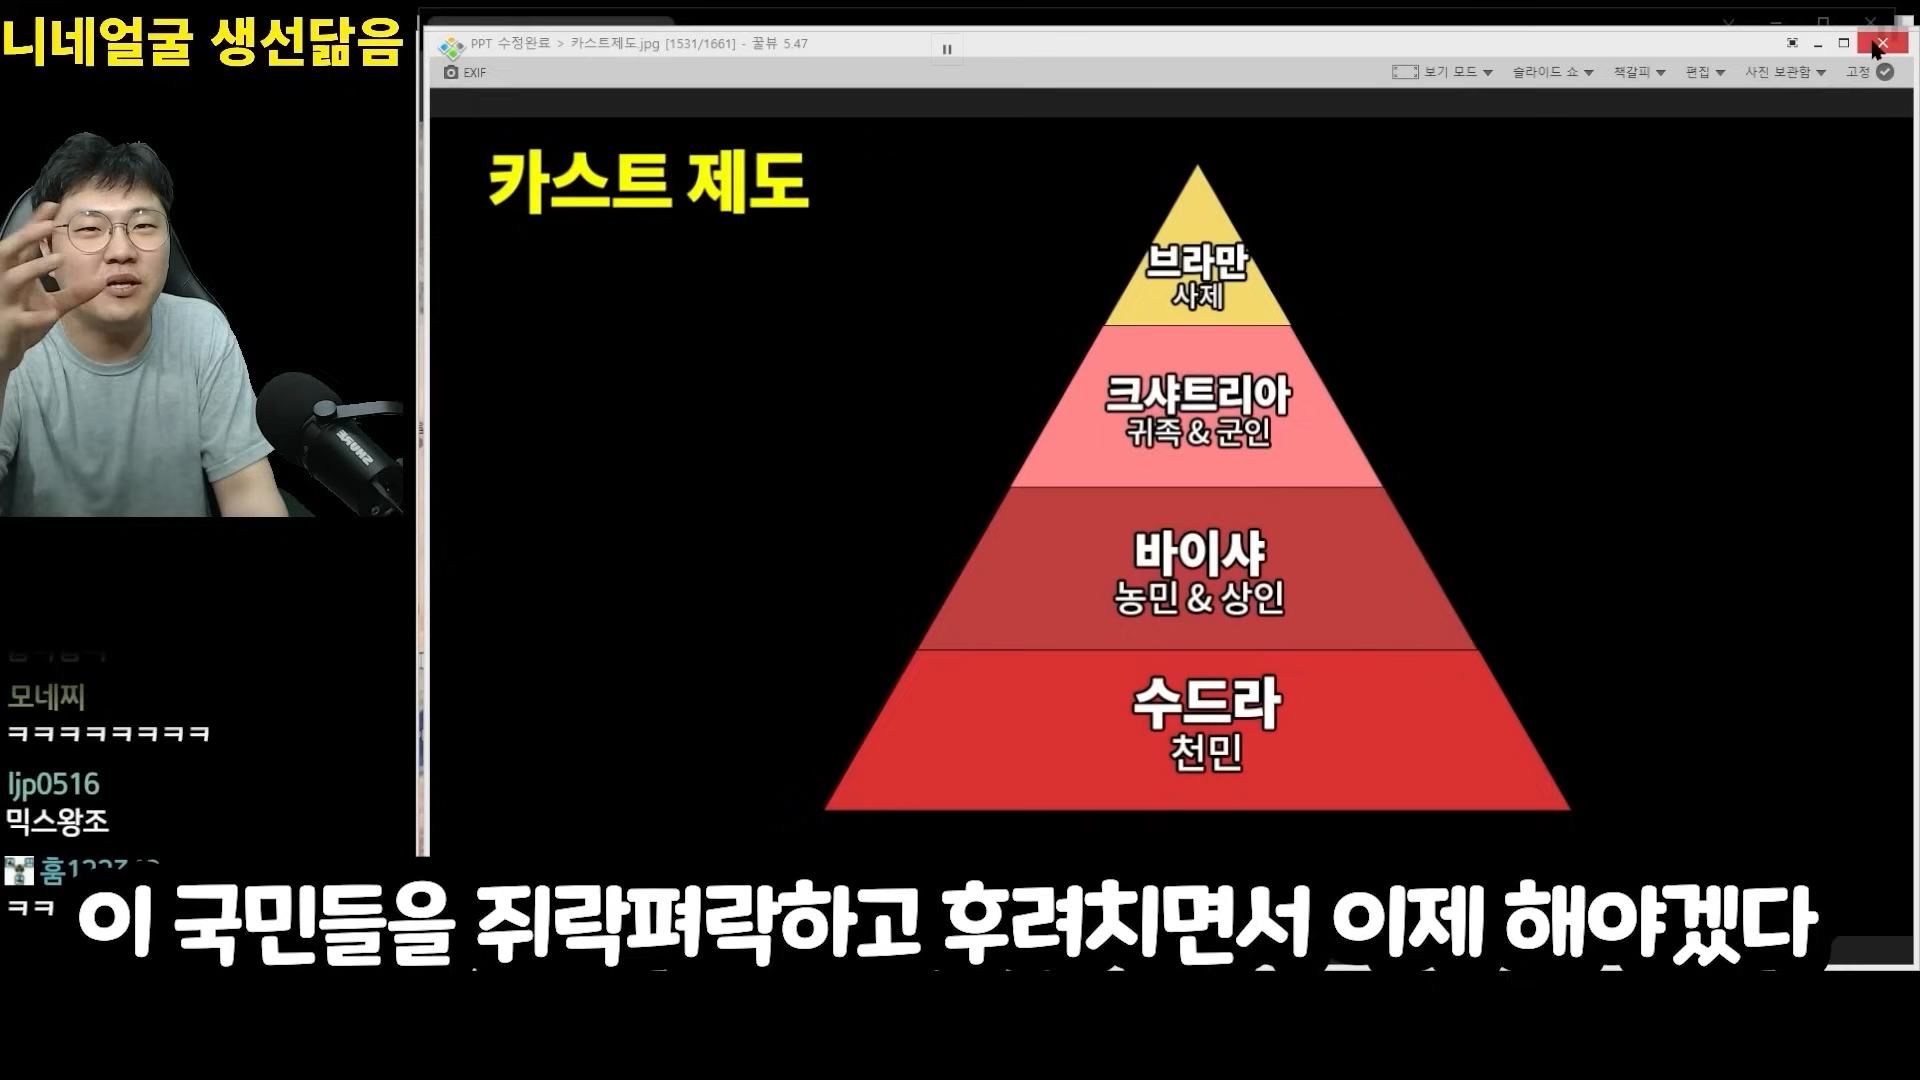 니네얼굴 생선닮음
PPT 수정완료 > 카스트제도.jpg [1531/1661] - 꿀뷰 5.47
EXIF
보기 모드
슬라이드 쇼
책갈피
편집
사진 보관함
고정
카스트 제도
브라만
사제
크샤트리아
귀족 & 군인
바이샤
농민 & 상인
수드라
천민
SHURE
모네찌
ㅋㅋㅋㅋㅋㅋㅋㅋ
ljp0516
믹스왕조
ㅋㅋ
이 국민들을 쥐락펴락하고 후려치면서 이제 해야겠다